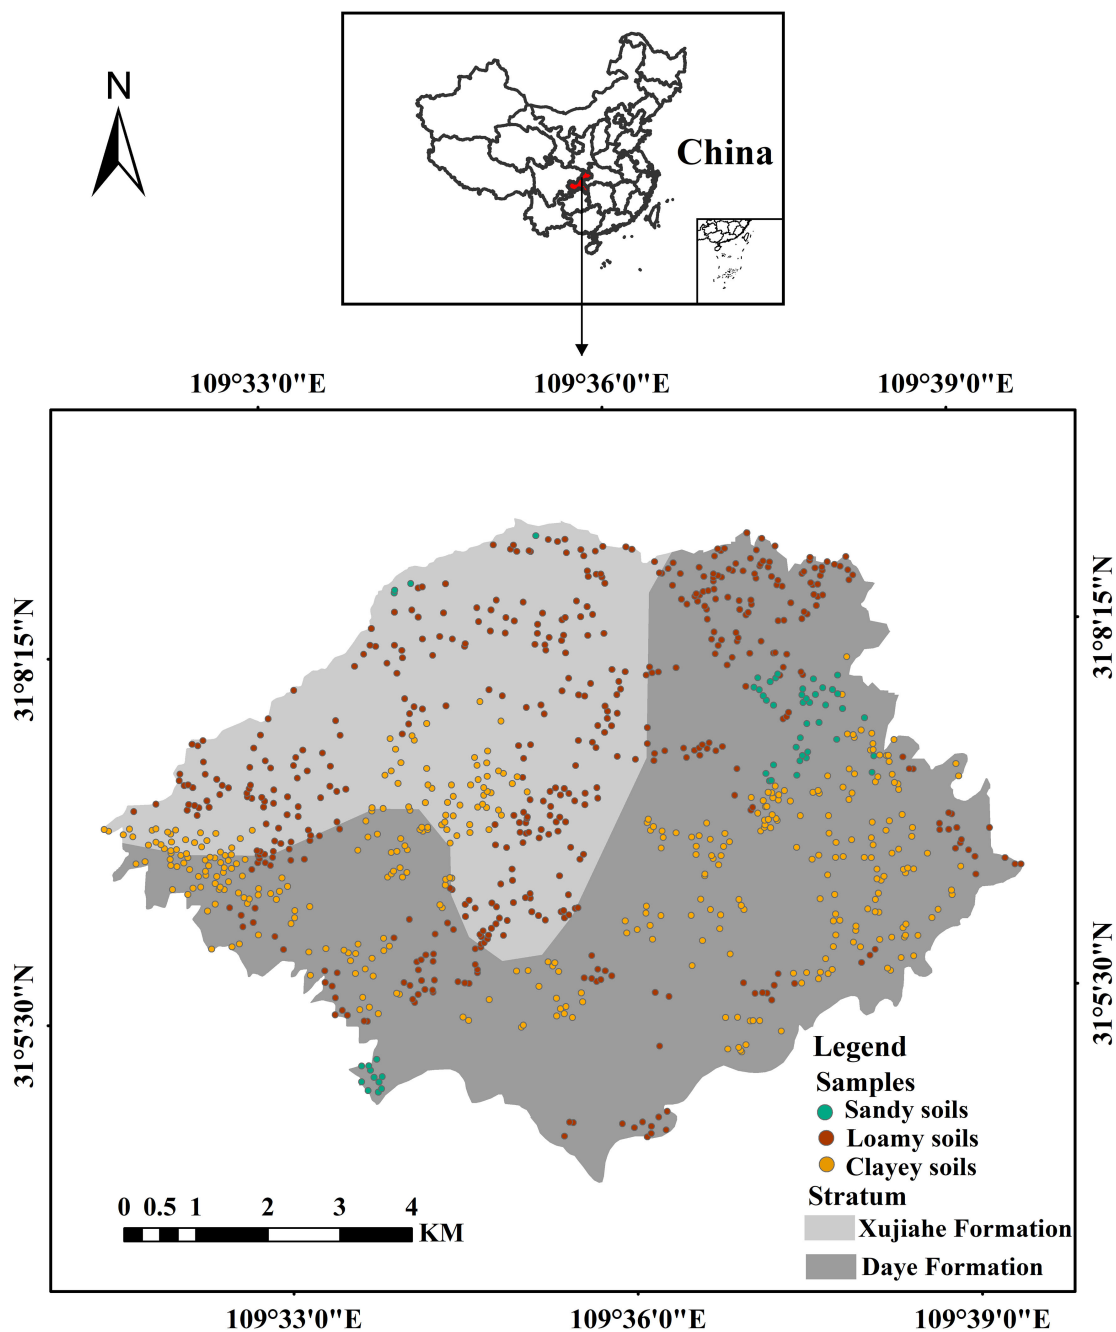 N
China
109°33'0"E 109°36'0"E 109°39'0"E
31°8'15"N 31°8'15"N
31°5'30"N 31°5'30"N
Legend
Samples
Sandy soils
Loamy soils
Clayey soils
Stratum
Xujiahe Formation
Daye Formation
0 0.5 1 2 3 4
KM
109°33'0"E 109°36'0"E 109°39'0"E